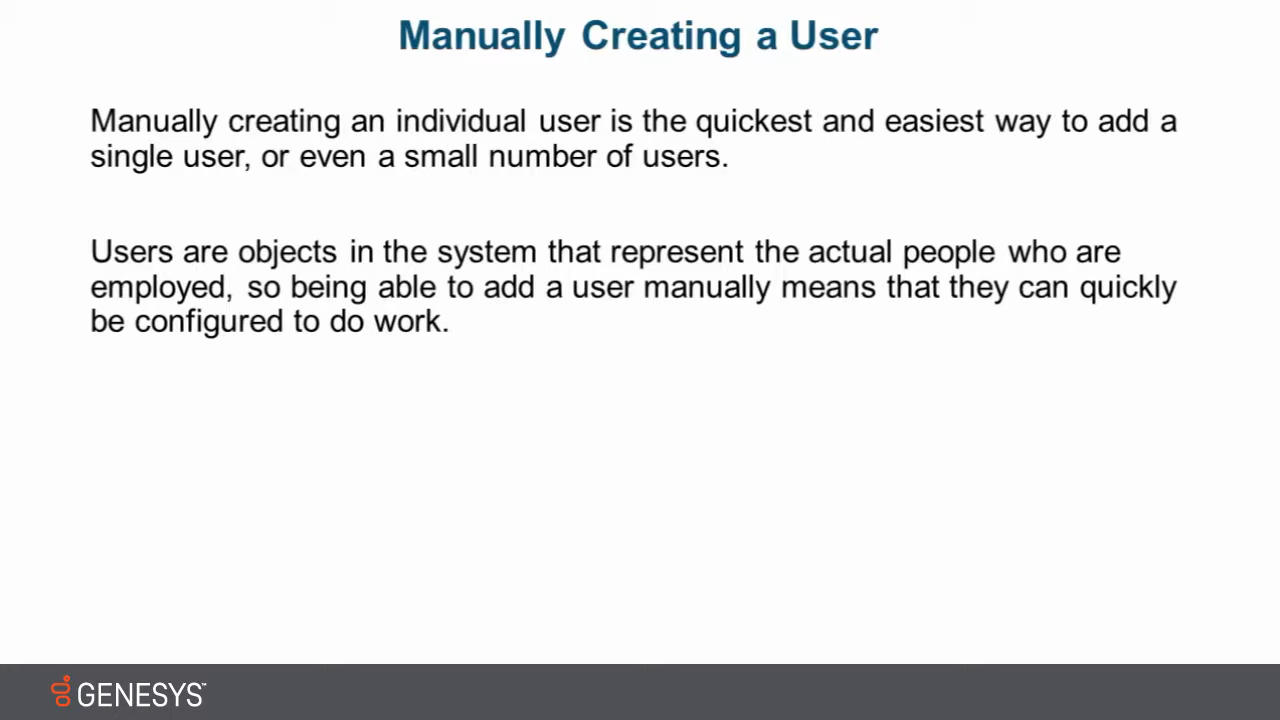 Manually Creating a User
Manually creating an individual user is the quickest and easiest way to add a
single user, or even a small number of users.
Users are objects in the system that represent the actual people who are
employed, so being able to add a user manually means that they can quickly
be configured to do work.
GENESYS™